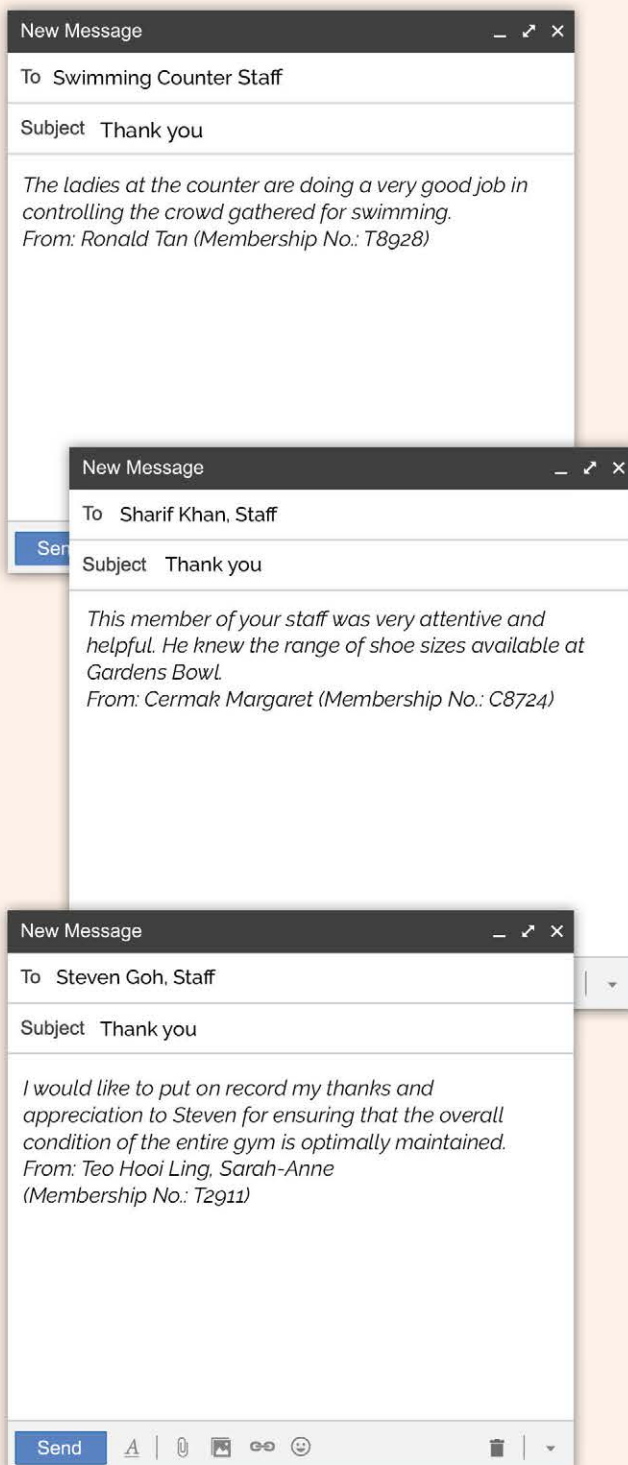 New Message
To Swimming Counter Staff
Subject Thank you
The ladies at the counter are doing a very good job in
controlling the crowd gathered for swimming.
From: Ronald Tan (Membership No.: T8928)
Sen
New Message
To Sharif Khan, Staff
Subject Thank you
This member of your staff was very attentive and
helpful. He knew the range of shoe sizes available at
Gardens Bowl.
From: Cermak Margaret (Membership No.: C8724)
New Message
To Steven Goh, Staff
Subject Thank you
I would like to put on record my thanks and
appreciation to Steven for ensuring that the overall
condition of the entire gym is optimally maintained.
From: Teo Hooi Ling, Sarah-Anne
(Membership No.: T2911)
Send A